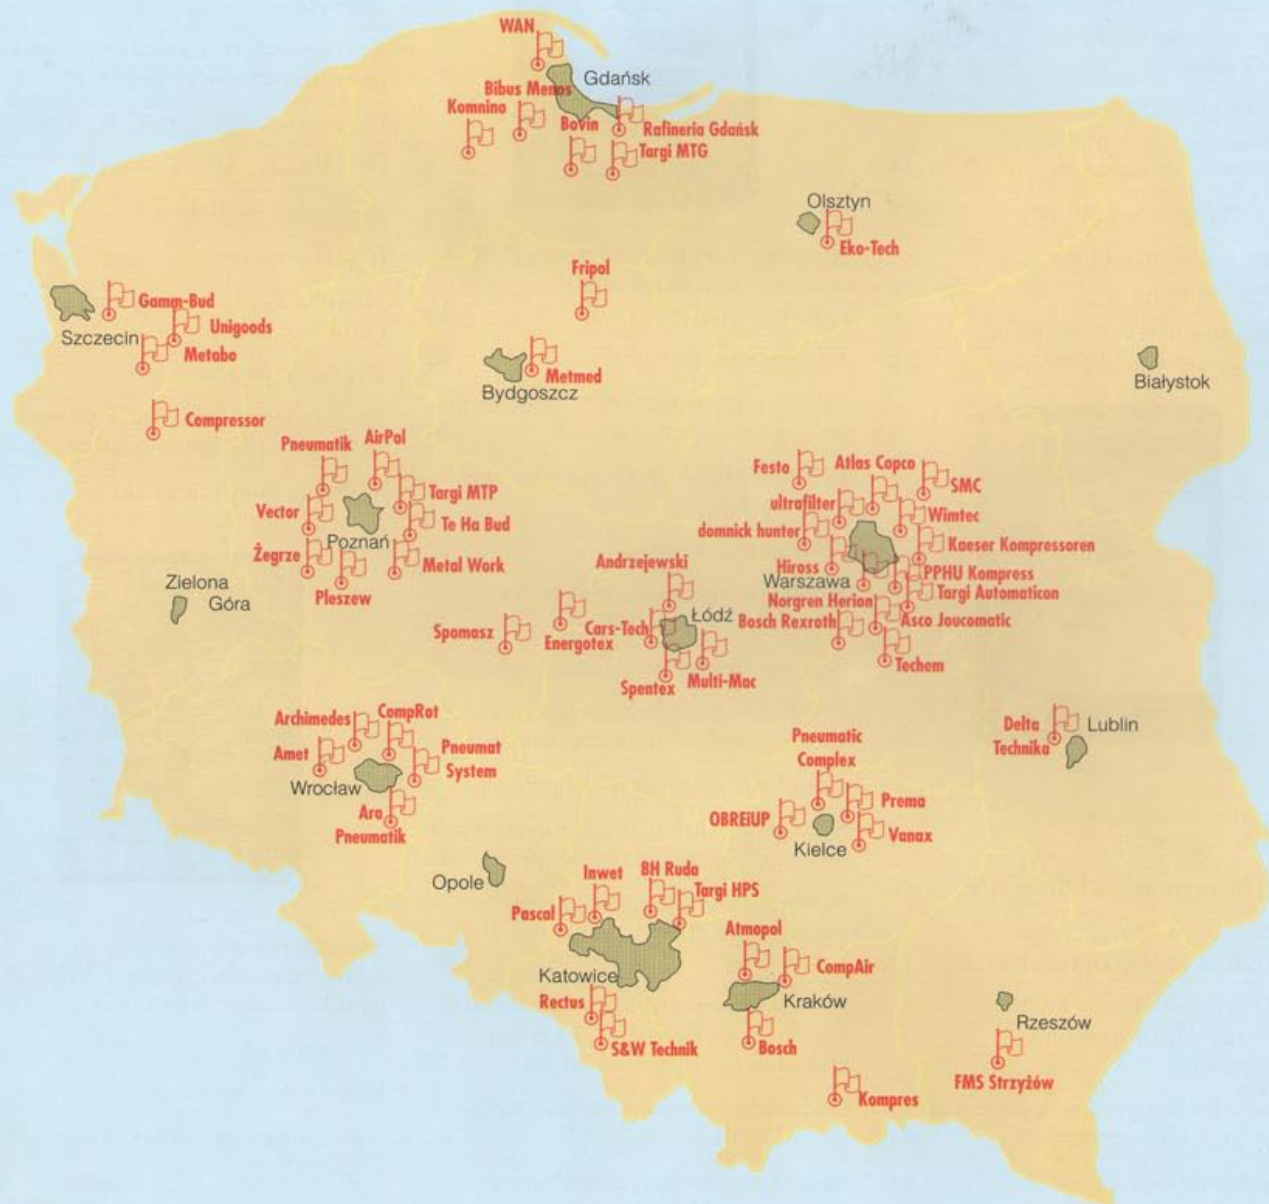 WAN
Gdańsk
Bibus Menos
Komnino
Bovin
Rafineria Gdańsk
Targi MTG
Olsztyn
Eko-Tech
Fripol
Gamm-Bud
Szczecin
Unigoods
Metabo
Metmed
Bydgoszcz
Białystok
Compressor
Pneumatik
AirPol
Targi MTP
Vector
Te Ha Bud
Poznań
Żegrze
Metal Work
Pleszew
Festo
Atlas Copco
SMC
ultrafilter
Wimtec
domnick hunter
Kaeser Kompressoren
Hiross
Warszawa
PPHU Kompress
Targi Automaticon
Norgren Herion
Bosch Rexroth
Asco Joucomatic
Techem
Zielona
Góra
Andrzejewski
Łódź
Spomasz
Energotex
Cars-Tech
Spentex
Multi-Mac
Archimedes
CompRot
Amet
Pneumat
System
Wrocław
Ara
Pneumatik
Delta
Technika
Lublin
Pneumatic
Complex
Prema
OBREiUP
Vanax
Kielce
Opole
Inwet
BH Ruda
Targi HPS
Pascal
Katowice
Atmopol
CompAir
Kraków
Rectus
S&W Technik
Bosch
Rzeszów
FMS Strzyżów
Kompres